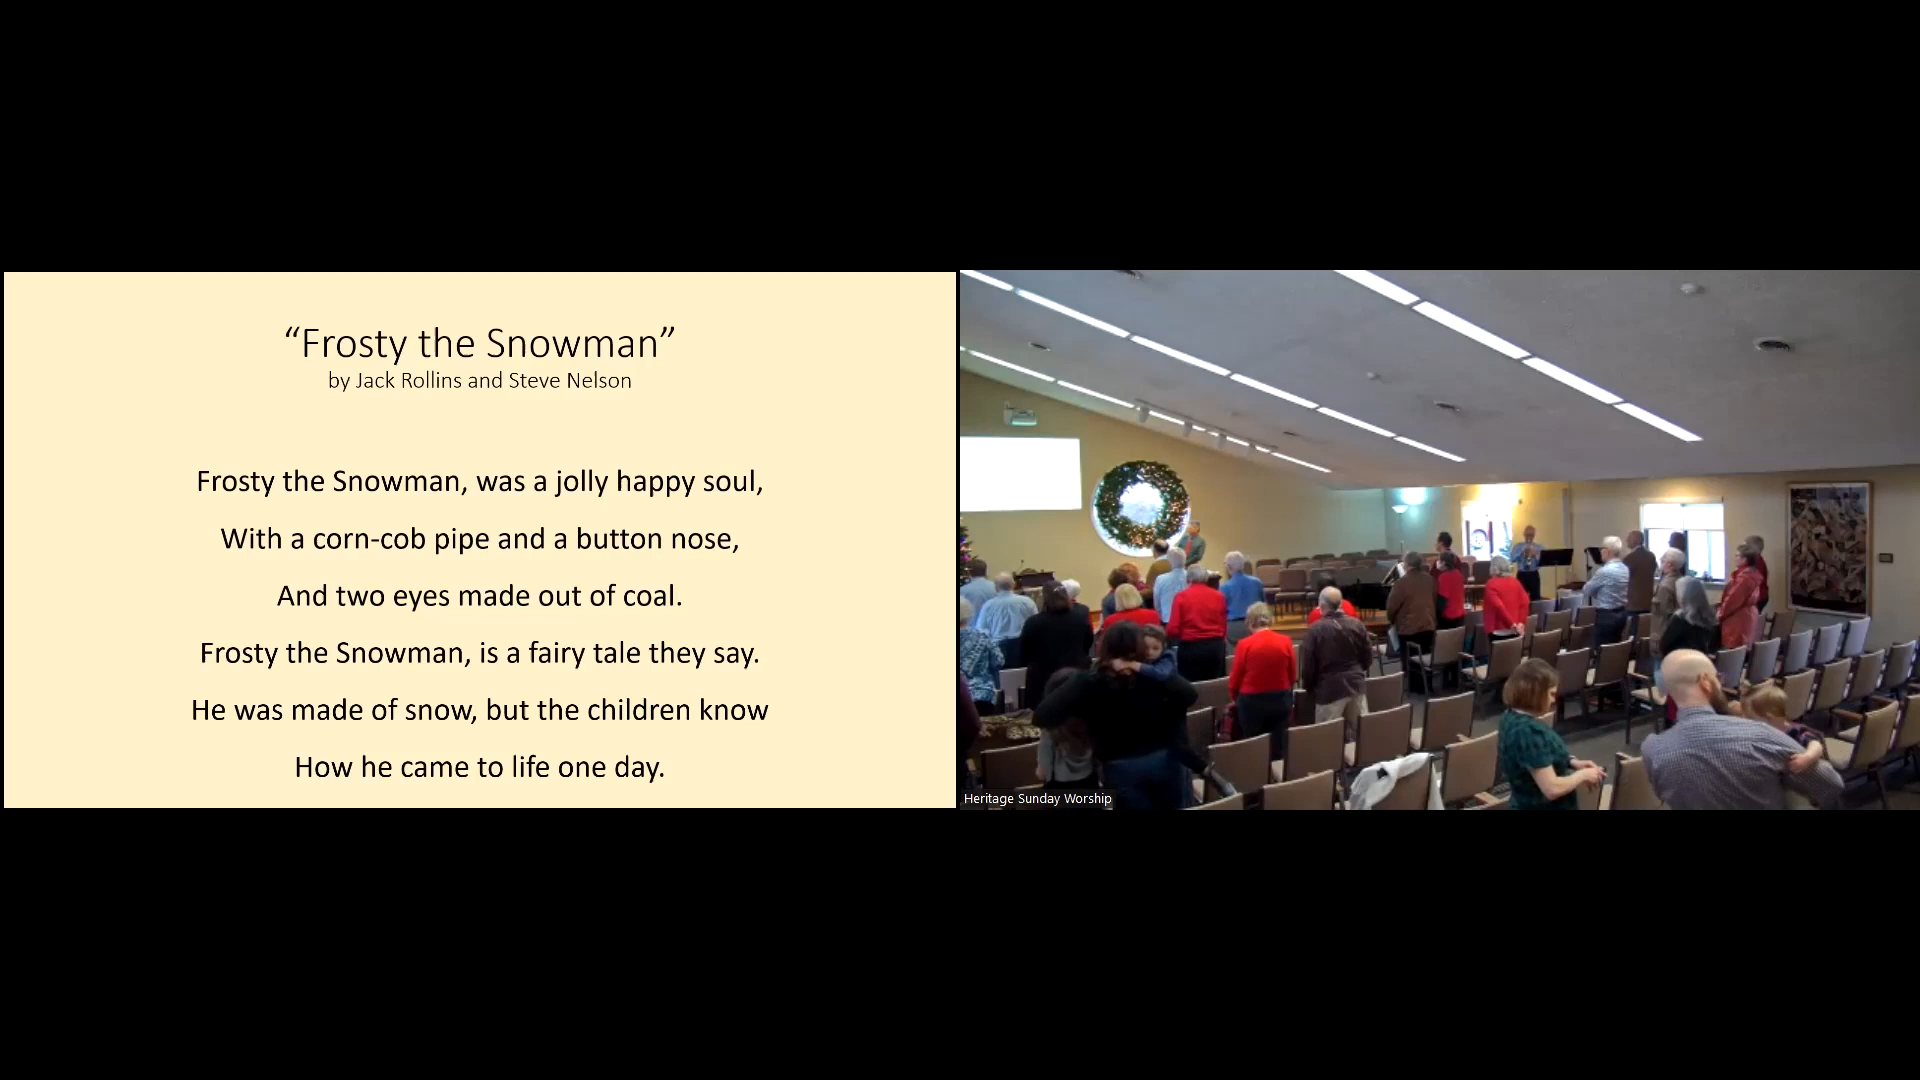 “Frosty the Snowman”
by Jack Rollins and Steve Nelson
Frosty the Snowman, was a jolly happy soul,
With a corn-cob pipe and a button nose,
And two eyes made out of coal.
Frosty the Snowman, is a fairy tale they say.
He was made of snow, but the children know
How he came to life one day.
Heritage Sunday Worship